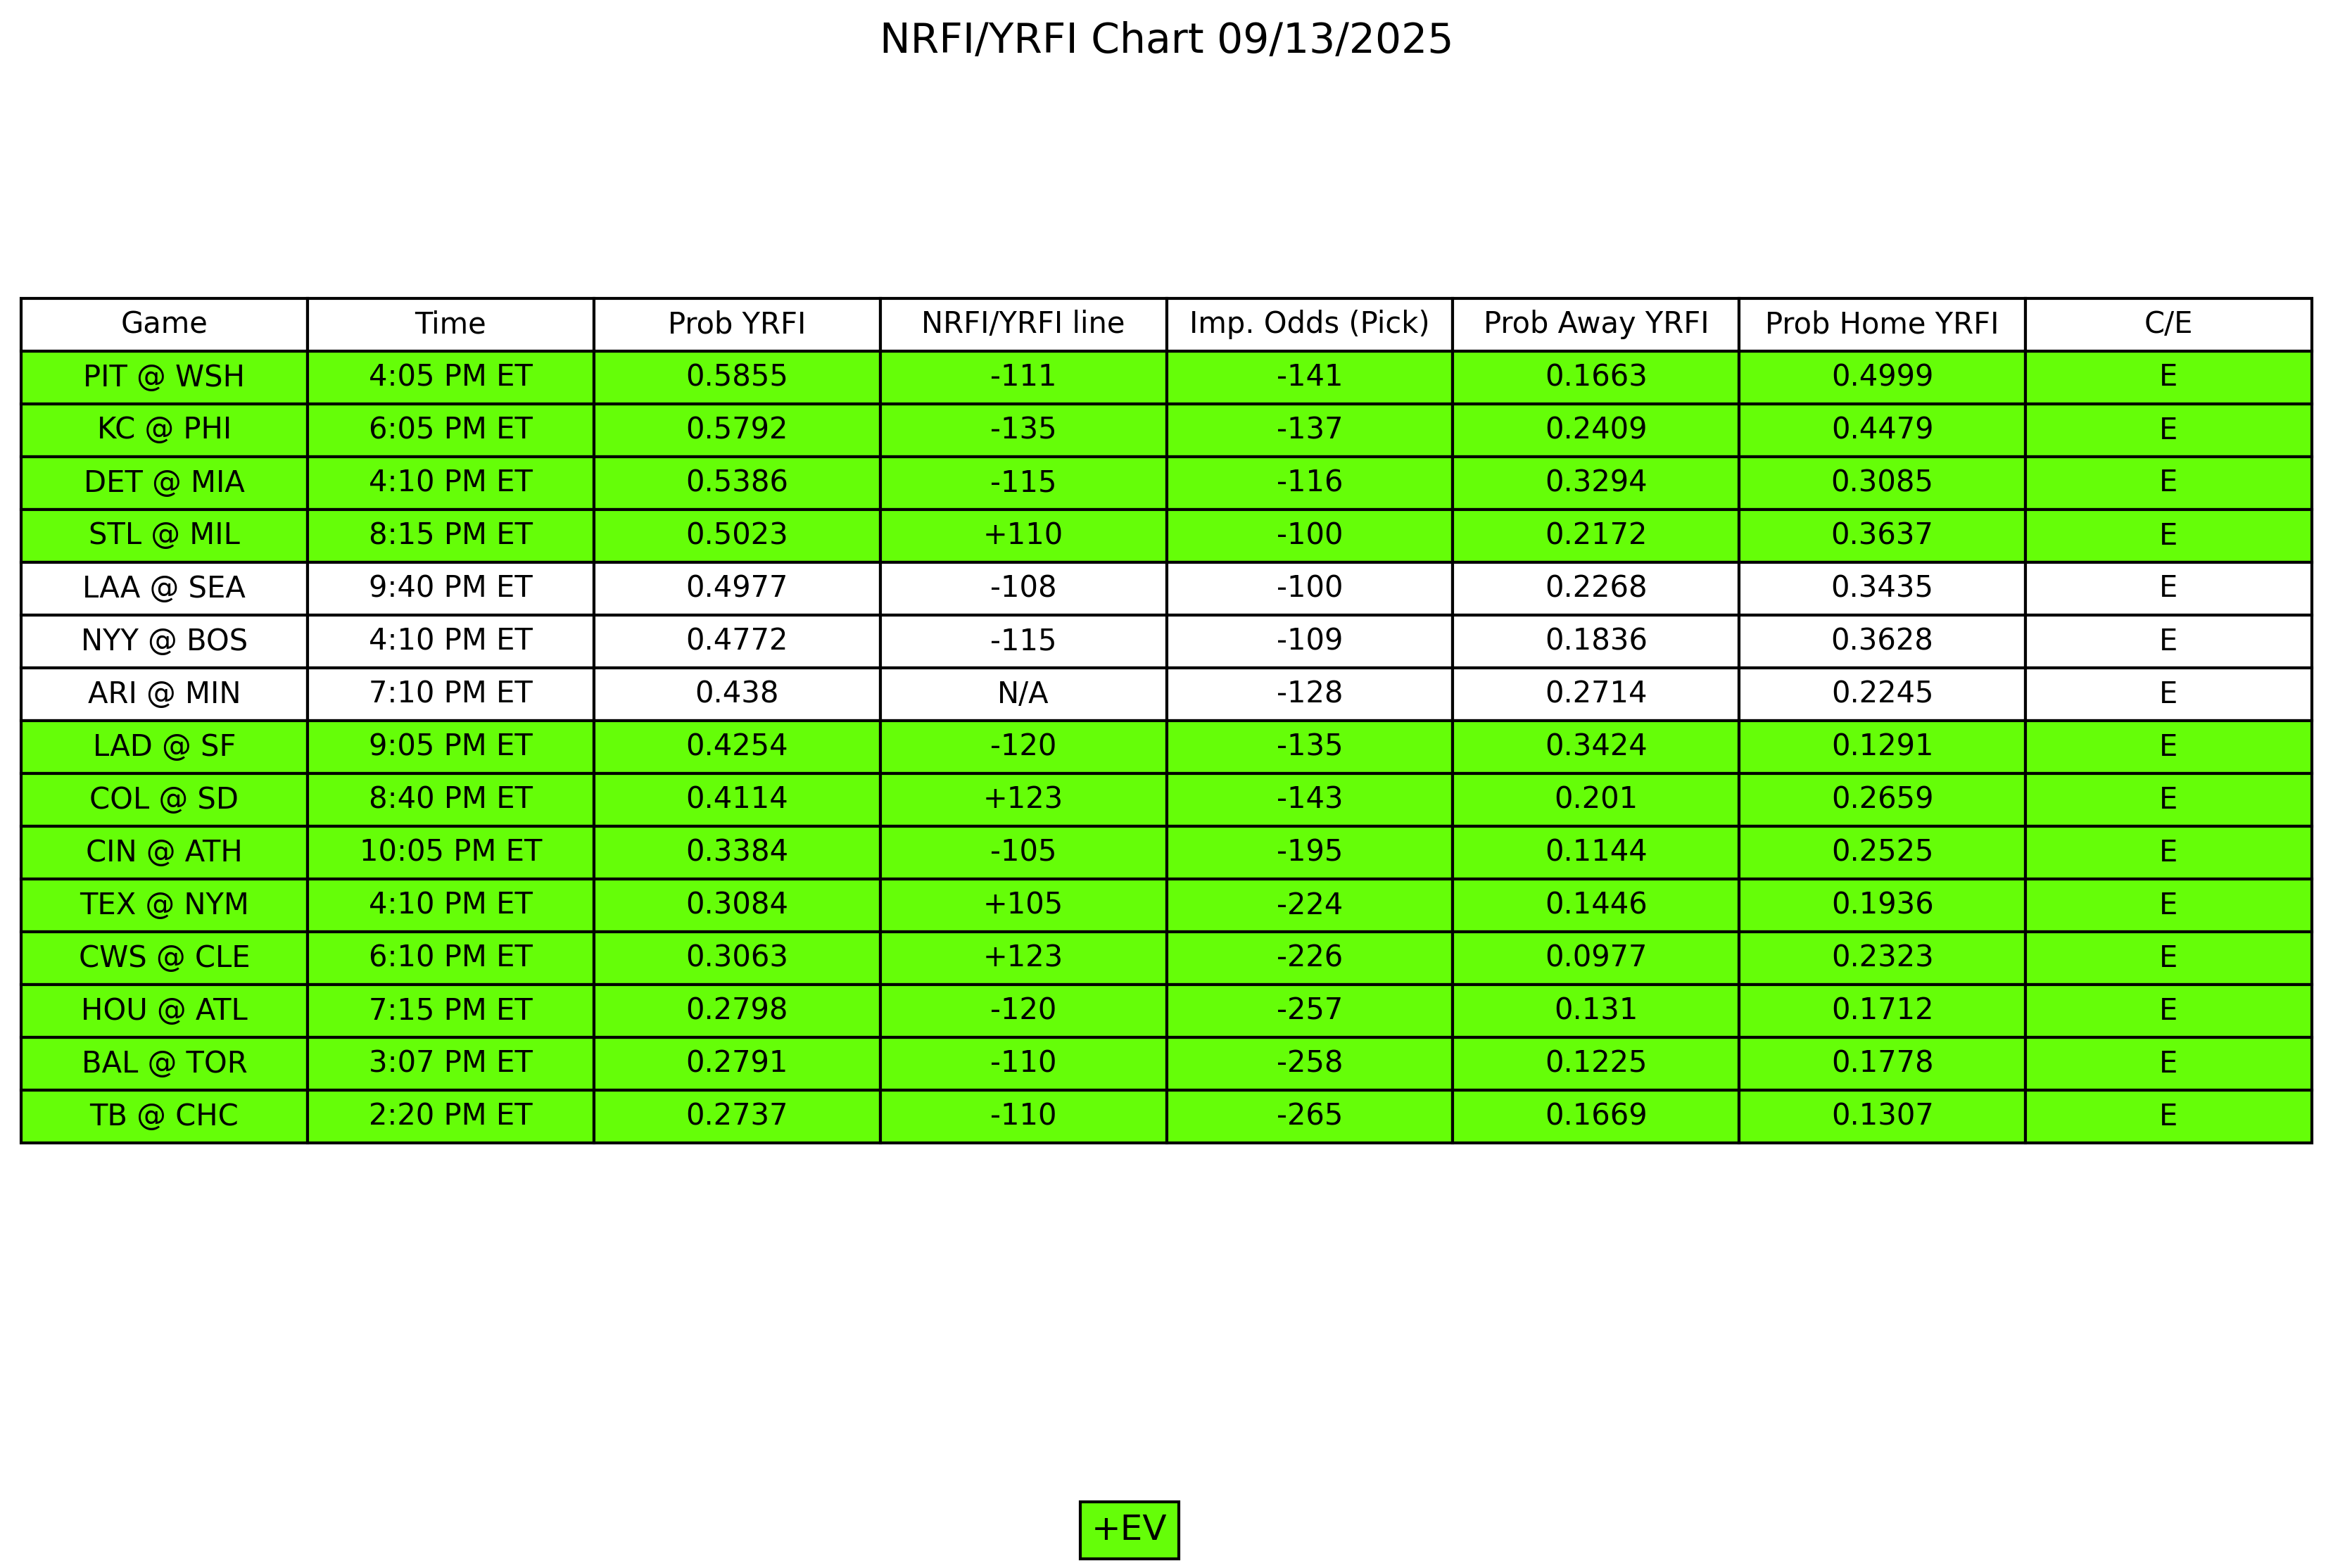 NRFI/YRFI Chart 09/13/2025
Game Time Prob YRFI NRFI/YRFI line Imp. Odds (Pick) Prob Away YRFI Prob Home YRFI C/E
PIT @ WSH 4:05 PM ET 0.5855 -111 -141 0.1663 0.4999 E
KC @ PHI 6:05 PM ET 0.5792 -135 -137 0.2409 0.4479 E
DET @ MIA 4:10 PM ET 0.5386 -115 -116 0.3294 0.3085 E
STL @ MIL 8:15 PM ET 0.5023 +110 -100 0.2172 0.3637 E
LAA @ SEA 9:40 PM ET 0.4977 -108 -100 0.2268 0.3435 E
NYY @ BOS 4:10 PM ET 0.4772 -115 -109 0.1836 0.3628 E
ARI @ MIN 7:10 PM ET 0.438 N/A -128 0.2714 0.2245 E
LAD @ SF 9:05 PM ET 0.4254 -120 -135 0.3424 0.1291 E
COL @ SD 8:40 PM ET 0.4114 +123 -143 0.201 0.2659 E
CIN @ ATH 10:05 PM ET 0.3384 -105 -195 0.1144 0.2525 E
TEX @ NYM 4:10 PM ET 0.3084 +105 -224 0.1446 0.1936 E
CWS @ CLE 6:10 PM ET 0.3063 +123 -226 0.0977 0.2323 E
HOU @ ATL 7:15 PM ET 0.2798 -120 -257 0.131 0.1712 E
BAL @ TOR 3:07 PM ET 0.2791 -110 -258 0.1225 0.1778 E
TB @ CHC 2:20 PM ET 0.2737 -110 -265 0.1669 0.1307 E
+EV